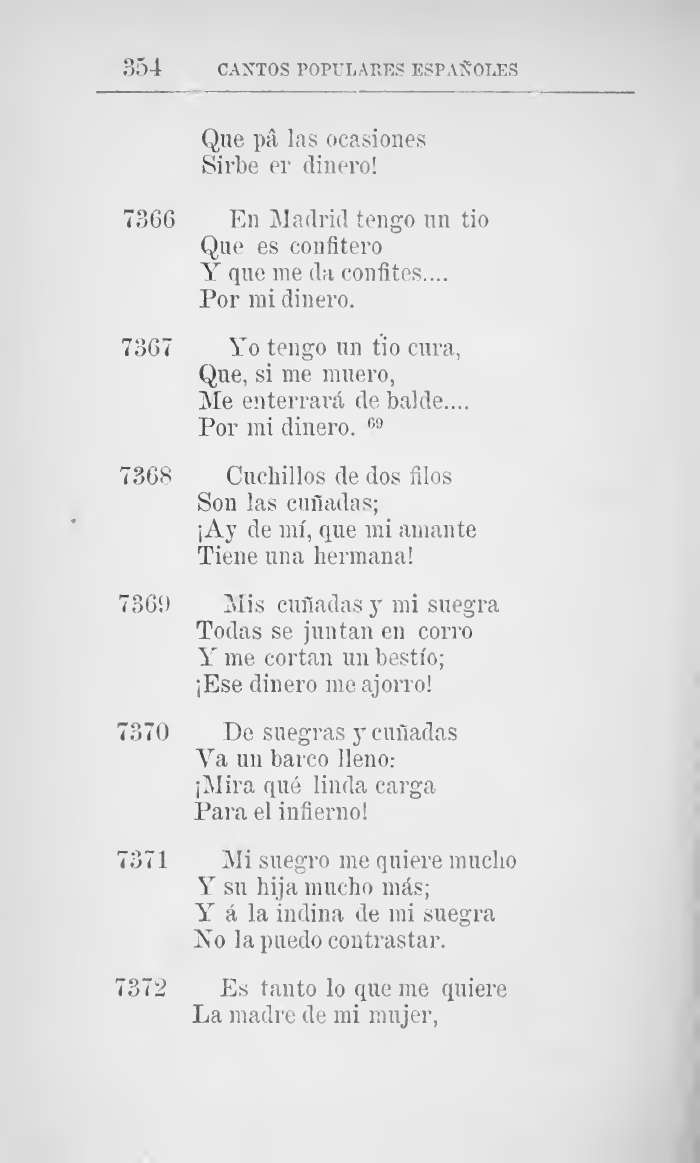 354 CANTOS POPULARES ESPAÑOLES
Que pâ las ocasiones
Sirbe er dinero!
7366 En Madrid tengo un tio
Que es confitero
Y que me da confites....
Por mi dinero.
7367 Yo tengo un tio cura,
Que, si me muero,
Me enterrará de balde....
Por mi dinero. 69
7368 Cuchillos de dos filos
Son las cuñadas;
¡Ay de mí, que mi amante
Tiene una hermana!
7369 Mis cuñadas y mi suegra
Todas se juntan en corro
Y me cortan un bestío;
¡Ese dinero me ajorro!
7370 De suegras y cuñadas
Va un barco lleno:
¡Mira qué linda carga
Para el infierno!
7371 Mi suegro me quiere mucho
Y su hija mucho más;
Y á la indina de mi suegra
No la puedo contrastar.
7372 Es tanto lo que me quiere
La madre de mi mujer,